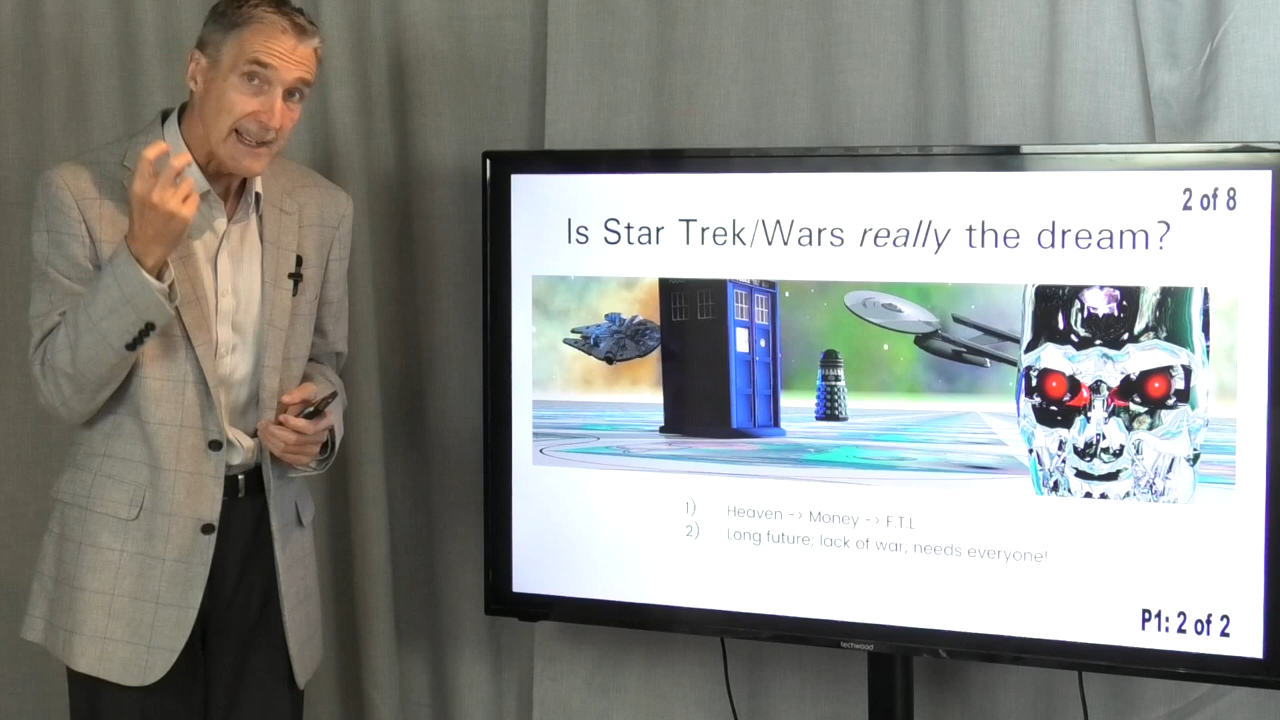 2 of 8
Is Star Trek/Wars really the dream?
1) Heaven -> Money -> F.T.L
2) Long future; lack of war; needs everyone!
P1: 2 of 2
techwood